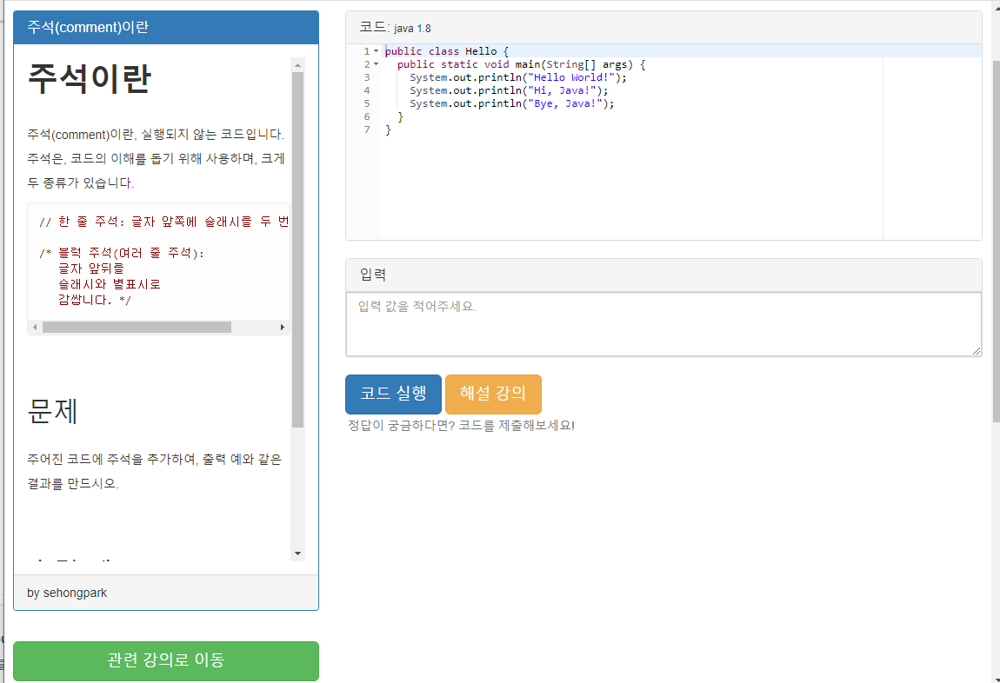 주석(comment)이란
주석이란
주석(comment)이란, 실행되지 않는 코드입니다.
주석은, 코드의 이해를 돕기 위해 사용하며, 크게
두 종류가 있습니다.
// 한 줄 주석: 글자 앞쪽에 슬래시를 두 번
/* 블럭 주석(여러 줄 주석):
글자 앞뒤를
슬래시와 별표시로
감쌉니다. */
문제
주어진 코드에 주석을 추가하여, 출력 예와 같은
결과를 만드시오.
by sehongpark
관련 강의로 이동
코드: java 1.8
1 public class Hello {
2 public static void main(String[] args) {
3 System.out.println("Hello World!");
4 System.out.println("Hi, Java!");
5 System.out.println("Bye, Java!");
6 }
7 }
입력
입력 값을 적어주세요.
코드 실행 해설 강의
정답이 궁금하다면? 코드를 제출해보세요!